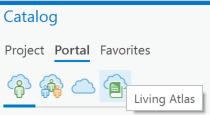 Catalog
Project Portal Favorites
Living Atlas